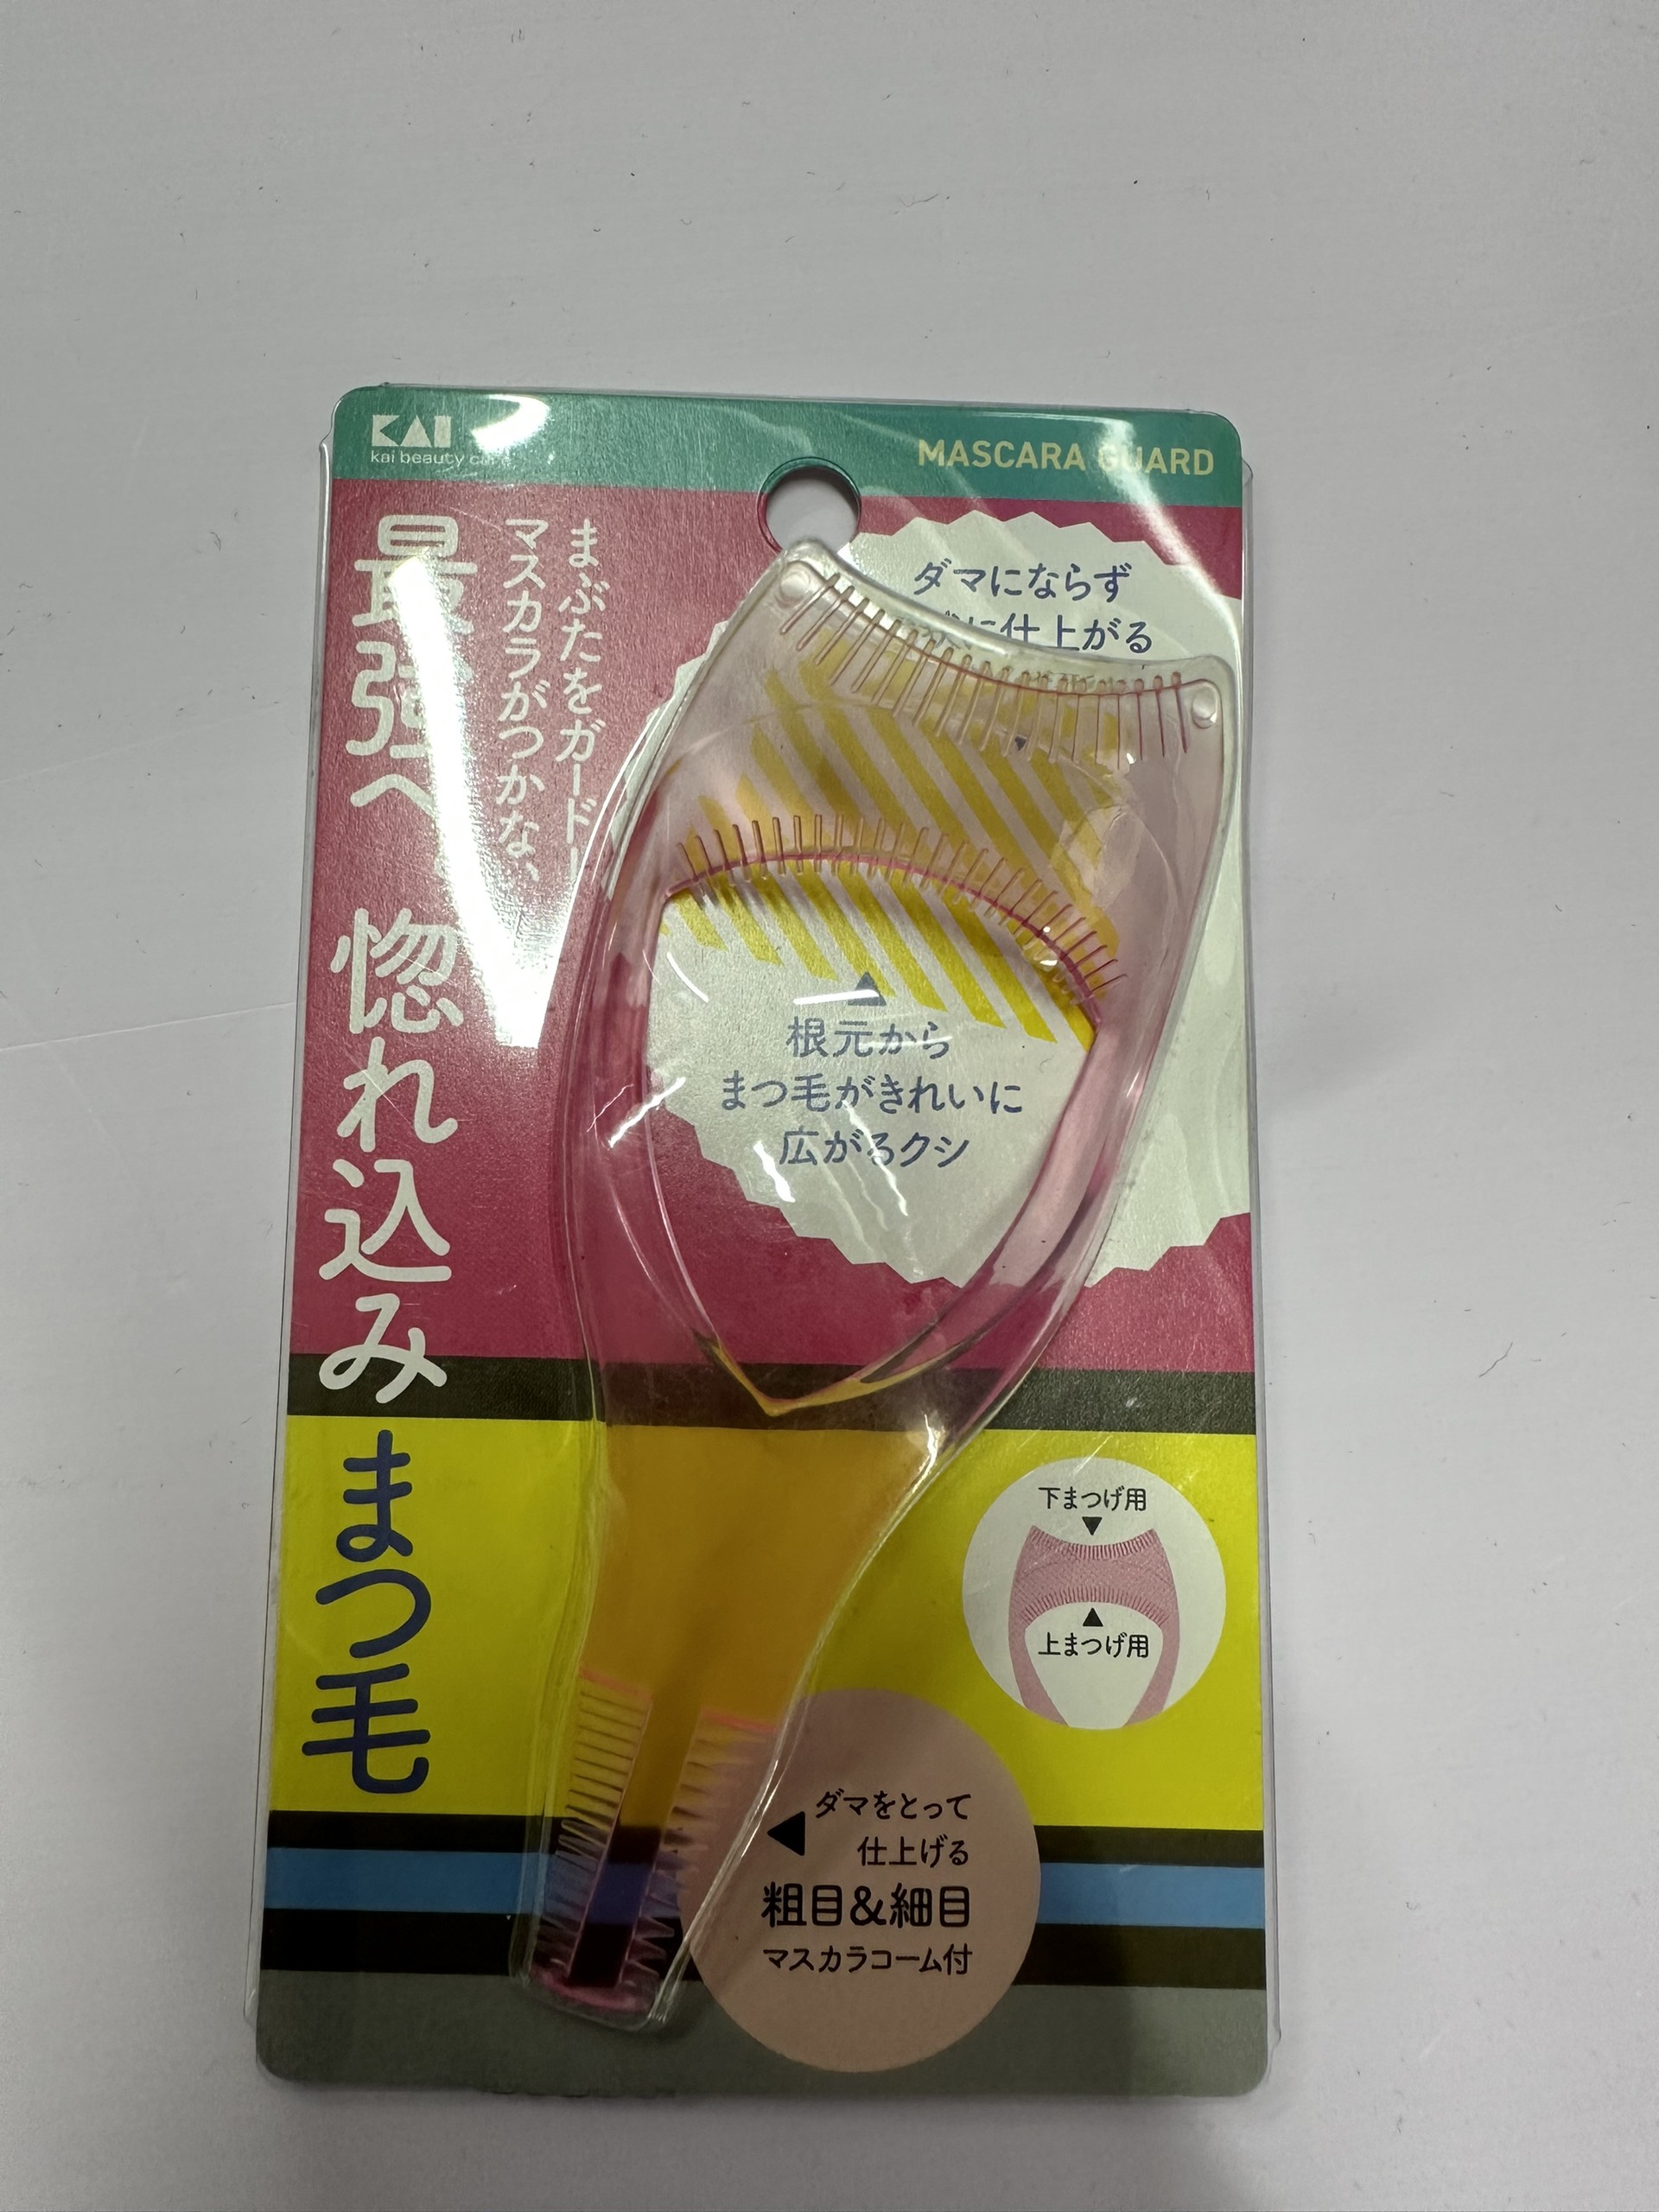 KAI
kai beauty care
MASCARA GUARD
まぶたをガード!
マスカラがつかない、
最強へ 惚れ込みまつ毛
ダマにならず
に仕上がる
根元から
まつ毛がきれいに
広がるクシ
下まつげ用
上まつげ用
ダマをとって
仕上げる
粗目&細目
マスカラコーム付